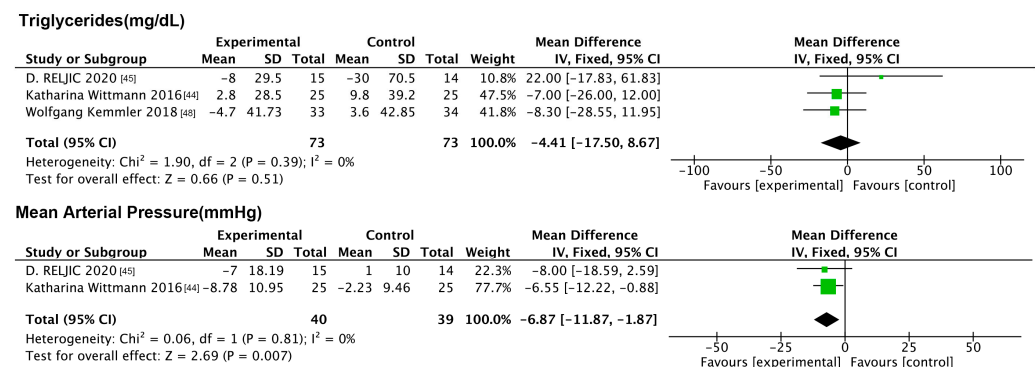 Triglycerides(mg/dL)
Experimental Control Mean Difference Mean Difference
Study or Subgroup Mean SD Total Mean SD Total Weight IV, Fixed, 95% CI IV, Fixed, 95% CI
D. RELJIC 2020 [45] −8 29.5 15 −30 70.5 14 10.8% 22.00 [−17.83, 61.83]
Katharina Wittmann 2016[44] 2.8 28.5 25 9.8 39.2 25 47.5% −7.00 [−26.00, 12.00]
Wolfgang Kemmler 2018[48] −4.7 41.73 33 3.6 42.85 34 41.8% −8.30 [−28.55, 11.95]
Total (95% CI) 73 73 100.0% −4.41 [−17.50, 8.67]
Heterogeneity: Chi² = 1.90, df = 2 (P = 0.39); I² = 0%
Test for overall effect: Z = 0.66 (P = 0.51)
−100 −50 0 50 100
Favours [experimental] Favours [control]
Mean Arterial Pressure(mmHg)
Experimental Control Mean Difference Mean Difference
Study or Subgroup Mean SD Total Mean SD Total Weight IV, Fixed, 95% CI IV, Fixed, 95% CI
D. RELJIC 2020 [45] −7 18.19 15 1 10 14 22.3% −8.00 [−18.59, 2.59]
Katharina Wittmann 2016[44] −8.78 10.95 25 −2.23 9.46 25 77.7% −6.55 [−12.22, −0.88]
Total (95% CI) 40 39 100.0% −6.87 [−11.87, −1.87]
Heterogeneity: Chi² = 0.06, df = 1 (P = 0.81); I² = 0%
Test for overall effect: Z = 2.69 (P = 0.007)
−50 −25 0 25 50
Favours [experimental] Favours [control]